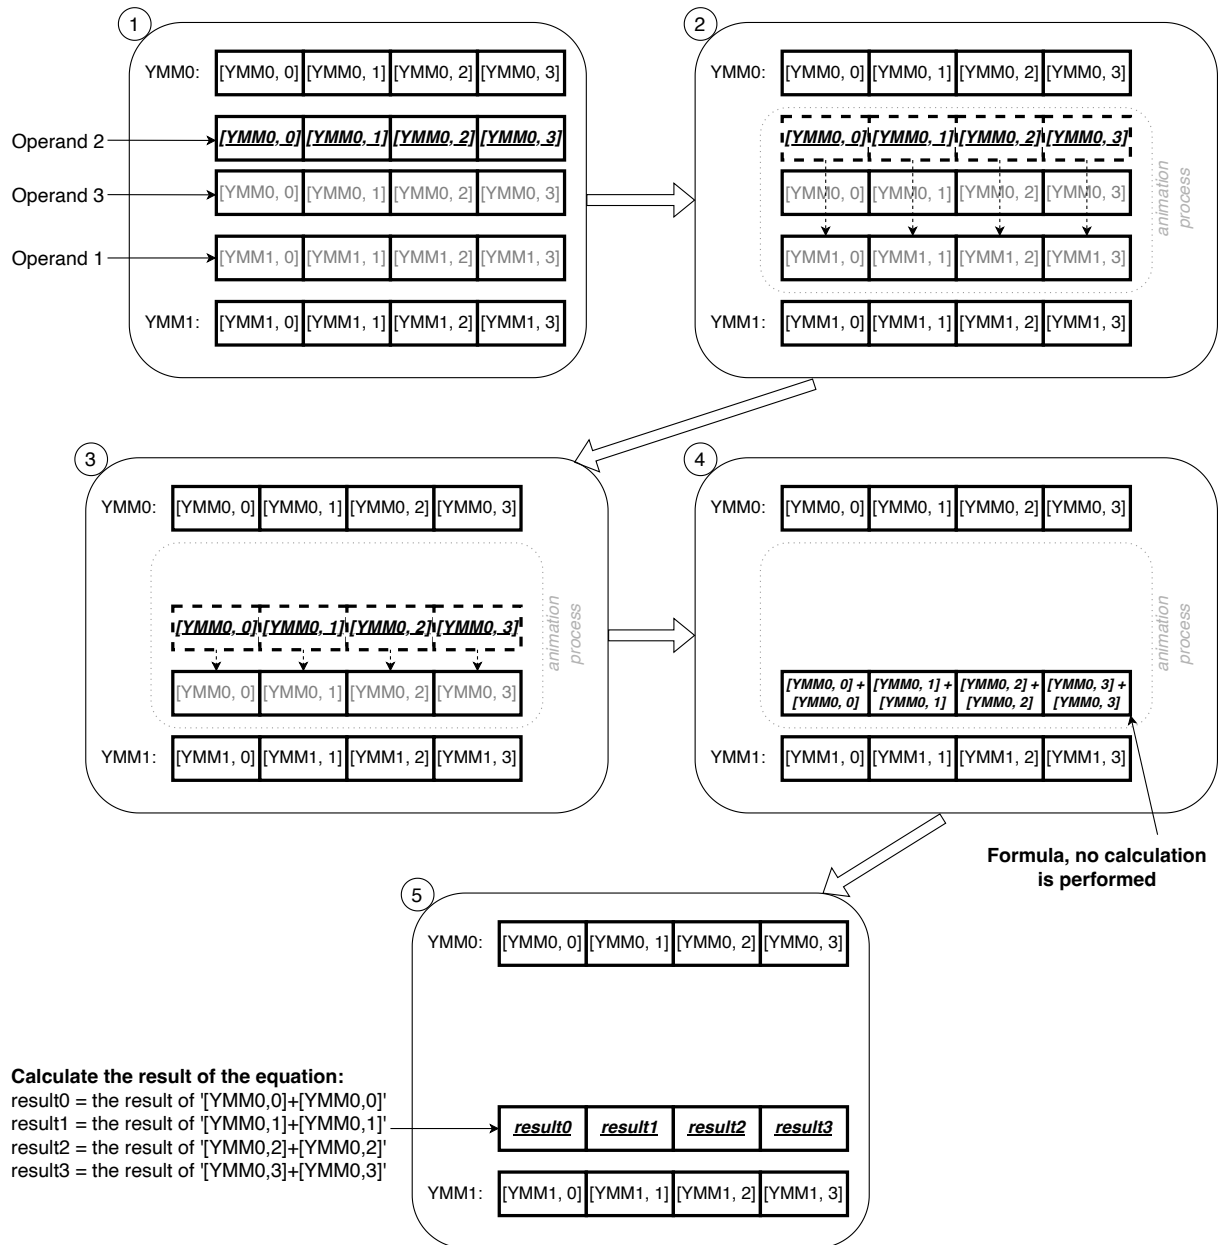 1
YMM0: [YMM0, 0] [YMM0, 1] [YMM0, 2] [YMM0, 3]
Operand 2 [YMM0, 0] [YMM0, 1] [YMM0, 2] [YMM0, 3]
Operand 3 [YMM0, 0] [YMM0, 1] [YMM0, 2] [YMM0, 3]
Operand 1 [YMM1, 0] [YMM1, 1] [YMM1, 2] [YMM1, 3]
YMM1: [YMM1, 0] [YMM1, 1] [YMM1, 2] [YMM1, 3]
2
YMM0: [YMM0, 0] [YMM0, 1] [YMM0, 2] [YMM0, 3]
[YMM0, 0] [YMM0, 1] [YMM0, 2] [YMM0, 3]
[YMM0, 0] [YMM0, 1] [YMM0, 2] [YMM0, 3]
[YMM1, 0] [YMM1, 1] [YMM1, 2] [YMM1, 3]
animation
process
YMM1: [YMM1, 0] [YMM1, 1] [YMM1, 2] [YMM1, 3]
3
YMM0: [YMM0, 0] [YMM0, 1] [YMM0, 2] [YMM0, 3]
[YMM0, 0] [YMM0, 1] [YMM0, 2] [YMM0, 3]
[YMM0, 0] [YMM0, 1] [YMM0, 2] [YMM0, 3]
animation
process
YMM1: [YMM1, 0] [YMM1, 1] [YMM1, 2] [YMM1, 3]
4
YMM0: [YMM0, 0] [YMM0, 1] [YMM0, 2] [YMM0, 3]
animation
process
[YMM0, 0] + [YMM0, 1] + [YMM0, 2] + [YMM0, 3] +
[YMM0, 0] [YMM0, 1] [YMM0, 2] [YMM0, 3]
YMM1: [YMM1, 0] [YMM1, 1] [YMM1, 2] [YMM1, 3]
Formula, no calculation
is performed
5
YMM0: [YMM0, 0] [YMM0, 1] [YMM0, 2] [YMM0, 3]
Calculate the result of the equation:
result0 = the result of '[YMM0,0]+[YMM0,0]'
result1 = the result of '[YMM0,1]+[YMM0,1]'
result2 = the result of '[YMM0,2]+[YMM0,2]'
result3 = the result of '[YMM0,3]+[YMM0,3]'
result0 result1 result2 result3
YMM1: [YMM1, 0] [YMM1, 1] [YMM1, 2] [YMM1, 3]